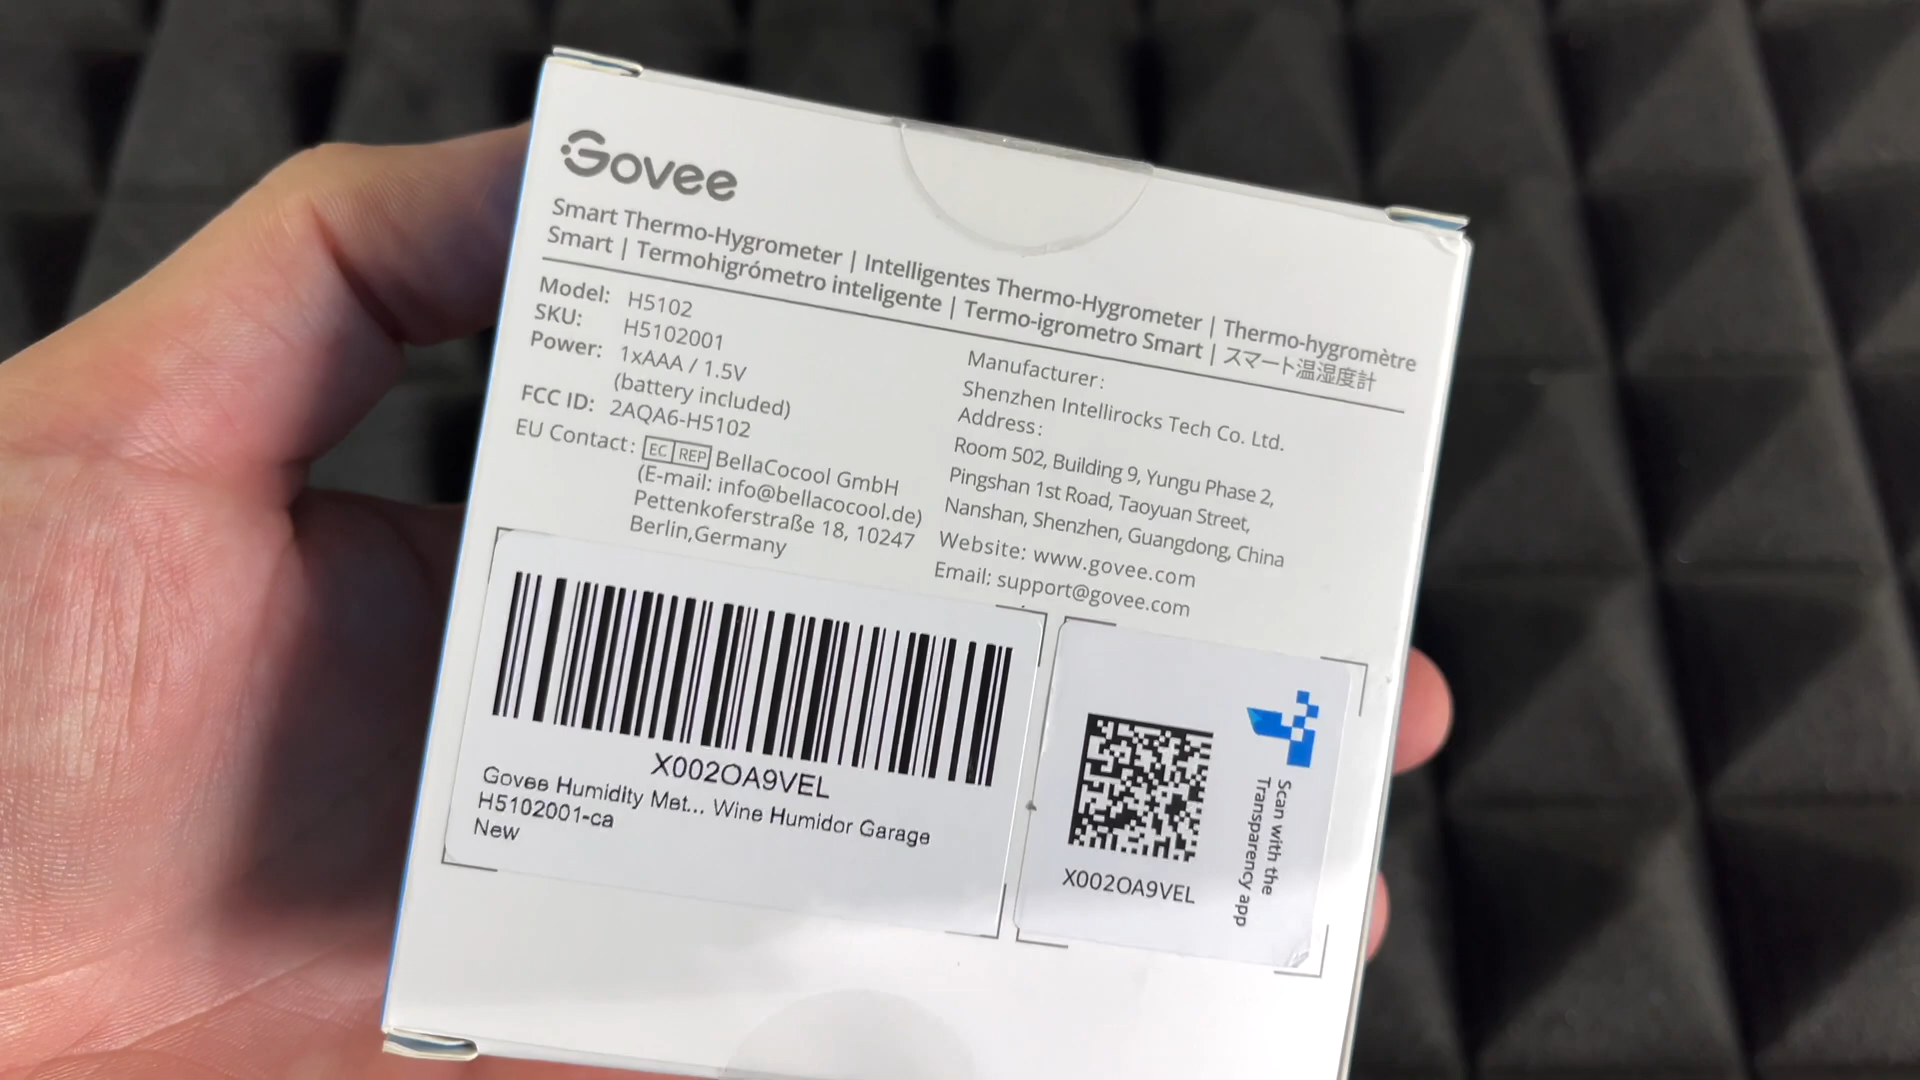 Govee
Smart Thermo-Hygrometer | Intelligentes Thermo-Hygrometer | Thermo-hygromètre
Smart | Termohigrómetro inteligente | Termo-igrometro Smart | スマート温湿度計
Model: H5102
SKU: H5102001
Power: 1xAAA / 1.5V
(battery included)
FCC ID: 2AQA6-H5102
EU Contact: EC REP BellaCocool GmbH
(E-mail: info@bellacocool.de)
Pettenkoferstraße 18, 10247
Berlin,Germany
Manufacturer:
Shenzhen Intellirocks Tech Co. Ltd.
Address:
Room 502, Building 9, Yungu Phase 2,
Pingshan 1st Road, Taoyuan Street,
Nanshan, Shenzhen, Guangdong, China
Website: www.govee.com
Email: support@govee.com
X002OA9VEL
Govee Humidity Met... Wine Humidor Garage
H5102001-ca
New
X002OA9VEL
Scan with the
Transparency app